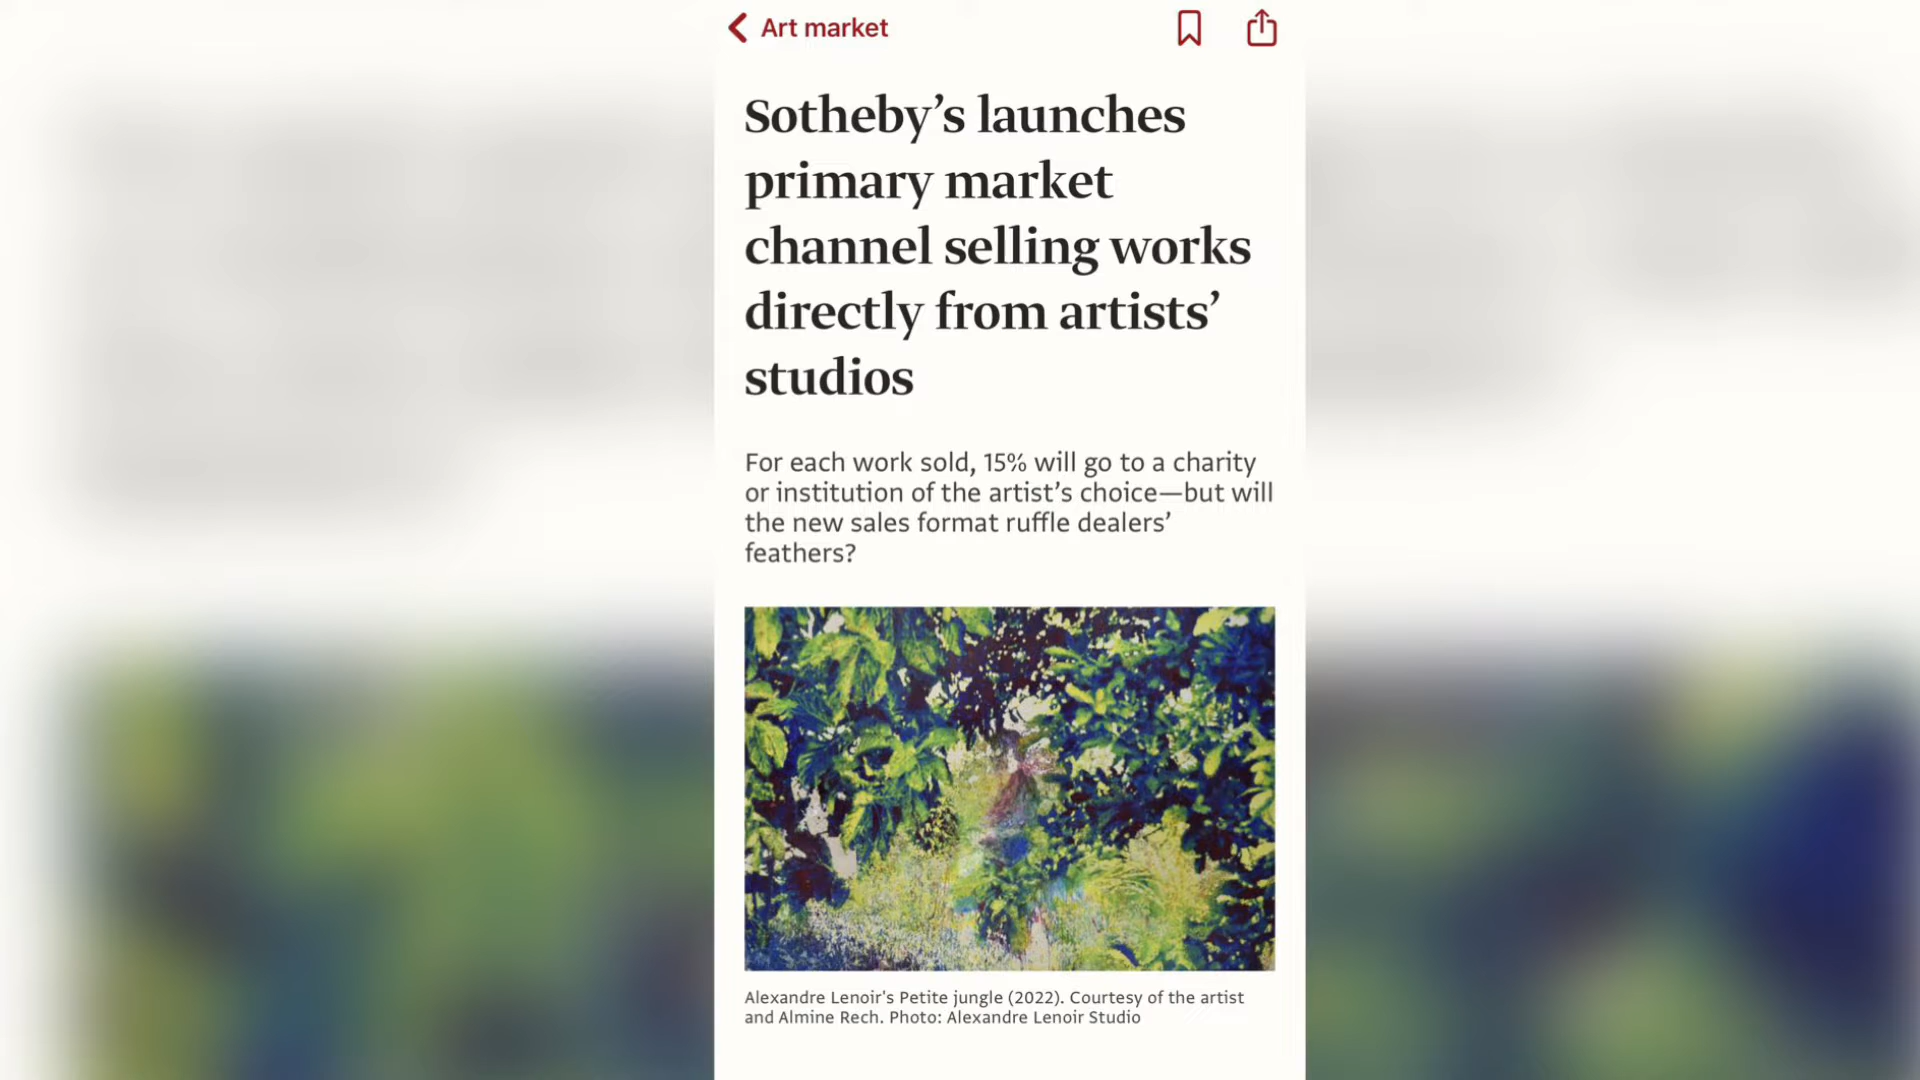 Art market
Sotheby’s launches
primary market
channel selling works
directly from artists’
studios
For each work sold, 15% will go to a charity
or institution of the artist’s choice—but will
the new sales format ruffle dealers’
feathers?
Alexandre Lenoir's Petite jungle (2022). Courtesy of the artist
and Almine Rech. Photo: Alexandre Lenoir Studio